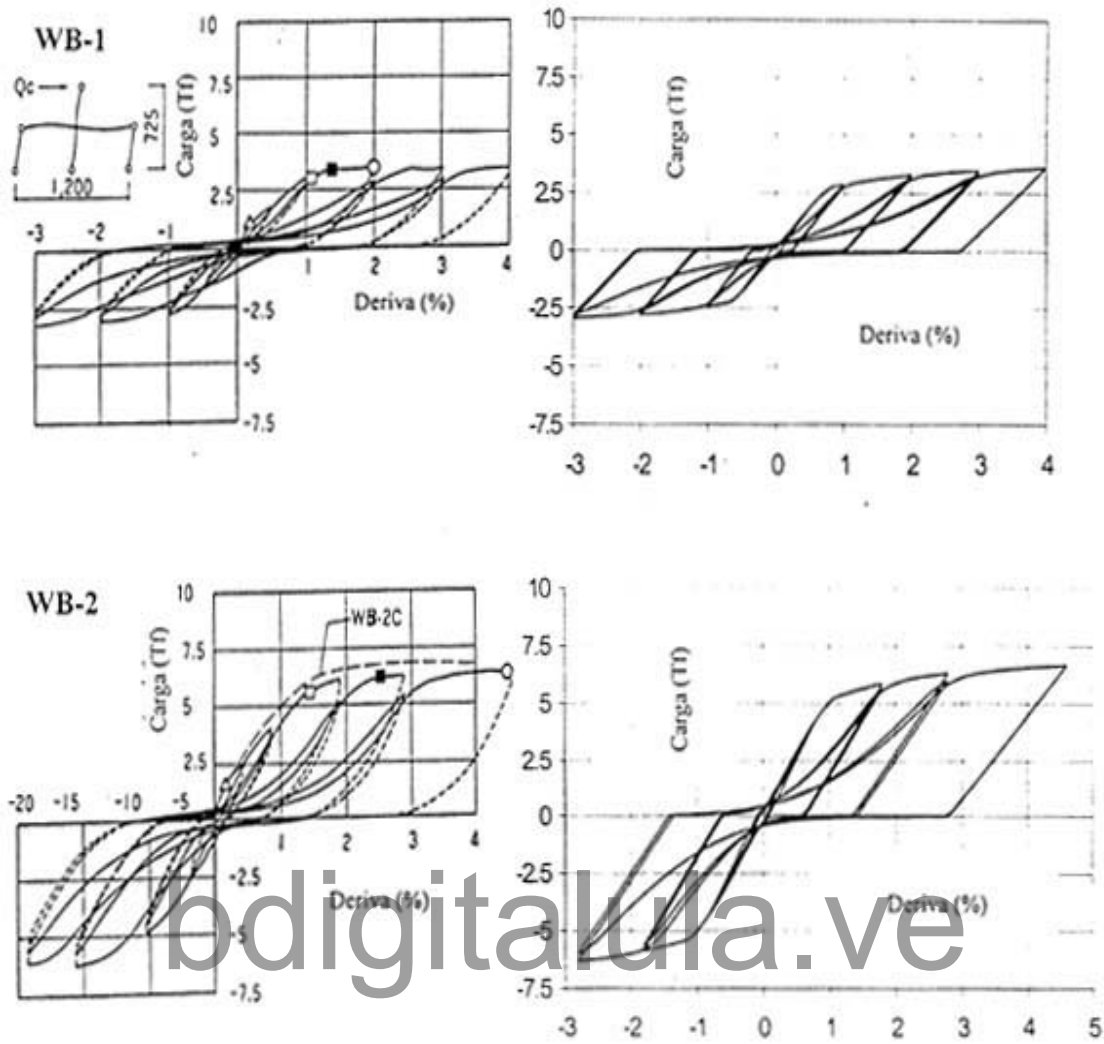 WB-1
Qc
725
1,200
Carga (Tf)
10
7.5
5
2.5
-3 -2 -1
1 2 3 4
-2.5
-5
-7.5
Deriva (%)
Carga (Tf)
10
7.5
5
2.5
0
-2.5
-5
-7.5
-3 -2 -1 0 1 2 3 4
Deriva (%)
WB-2
Carga (Tf)
10
7.5
5
2.5
WB-2C
-20 -15 -10 -5
1 2 3 4
-2.5
-5
-7.5
Deriva (%)
Carga (Tf)
10
7.5
5
2.5
0
-2.5
-5
-7.5
-3 -2 -1 0 1 2 3 4 5
Deriva (%)
bdigitalula.ve